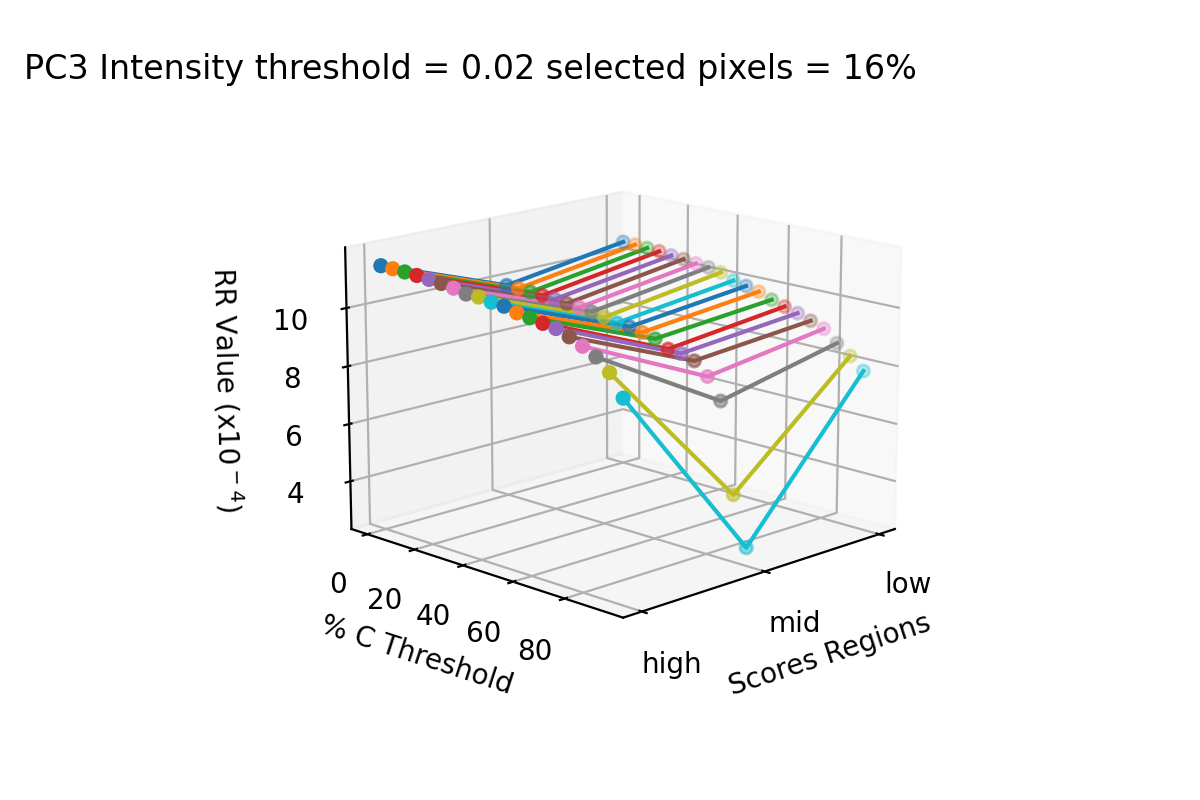 PC3 Intensity threshold = 0.02 selected pixels = 16%
RR Value (x10⁻⁴)
10
8
6
4
0
20
40
60
80
% C Threshold
high
mid
low
Scores Regions